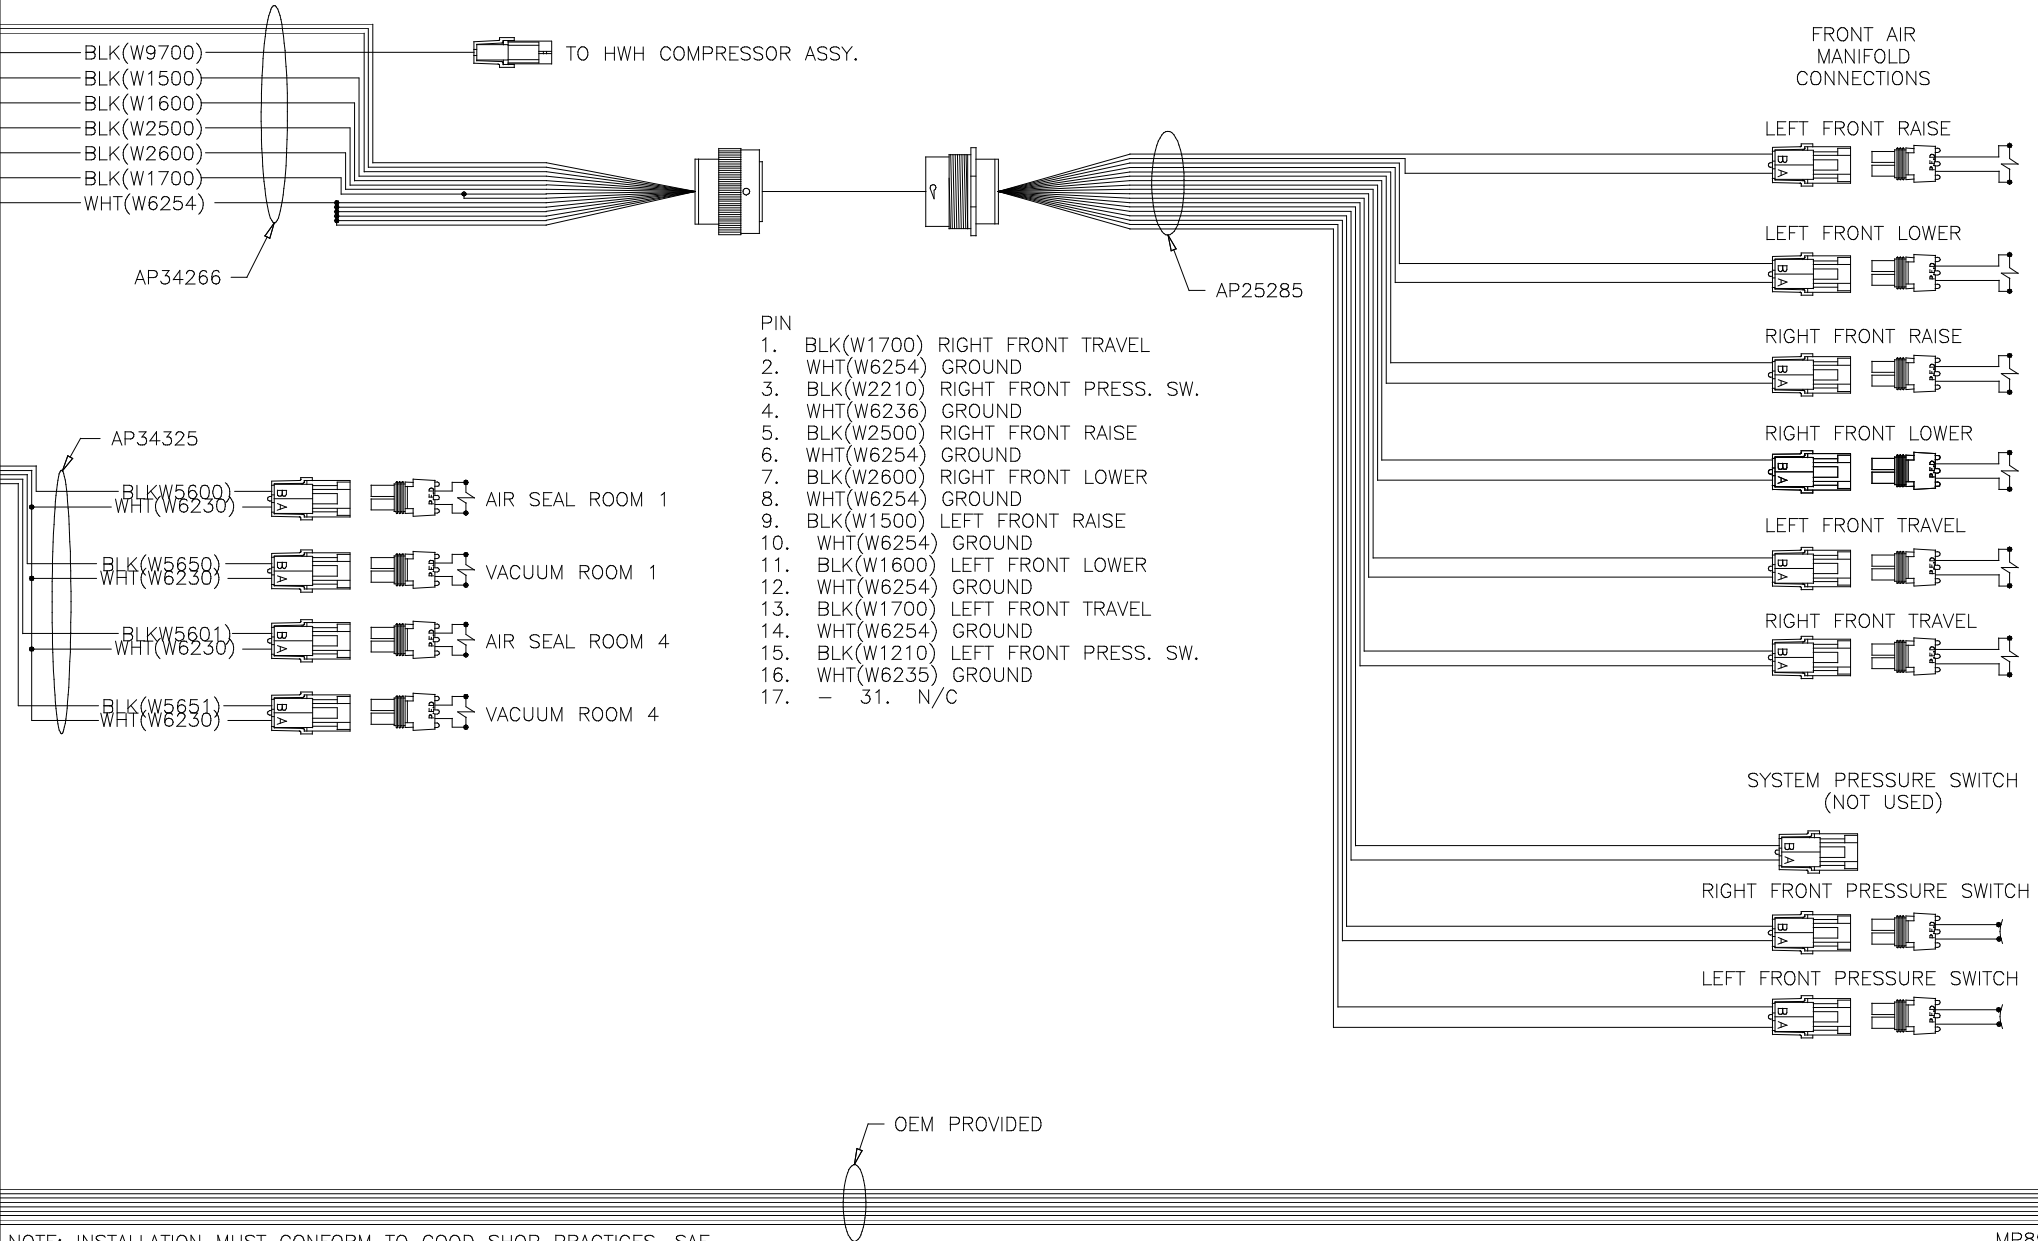 BLK(W9700)
BLK(W1500)
BLK(W1600)
BLK(W2500)
BLK(W2600)
BLK(W1700)
WHT(W6254)
TO HWH COMPRESSOR ASSY.
AP34266
AP25285
FRONT AIR
MANIFOLD
CONNECTIONS
LEFT FRONT RAISE
B
A
LEFT FRONT LOWER
B
A
RIGHT FRONT RAISE
B
A
RIGHT FRONT LOWER
B
A
LEFT FRONT TRAVEL
B
A
RIGHT FRONT TRAVEL
B
A
SYSTEM PRESSURE SWITCH
(NOT USED)
B
A
RIGHT FRONT PRESSURE SWITCH
B
A
LEFT FRONT PRESSURE SWITCH
B
A
PIN
1. BLK(W1700) RIGHT FRONT TRAVEL
2. WHT(W6254) GROUND
3. BLK(W2210) RIGHT FRONT PRESS. SW.
4. WHT(W6236) GROUND
5. BLK(W2500) RIGHT FRONT RAISE
6. WHT(W6254) GROUND
7. BLK(W2600) RIGHT FRONT LOWER
8. WHT(W6254) GROUND
9. BLK(W1500) LEFT FRONT RAISE
10. WHT(W6254) GROUND
11. BLK(W1600) LEFT FRONT LOWER
12. WHT(W6254) GROUND
13. BLK(W1700) LEFT FRONT TRAVEL
14. WHT(W6254) GROUND
15. BLK(W1210) LEFT FRONT PRESS. SW.
16. WHT(W6235) GROUND
17. – 31. N/C
AP34325
BLKW5600)
WHT(W6230)
B
A
AIR SEAL ROOM 1
BLK(W5650)
WHT(W6230)
B
A
VACUUM ROOM 1
BLKW5601)
WHT(W6230)
B
A
AIR SEAL ROOM 4
BLK(W5651)
WHT(W6230)
B
A
VACUUM ROOM 4
OEM PROVIDED
NOTE: INSTALLATION MUST CONFORM TO GOOD SHOP PRACTICES, SAE